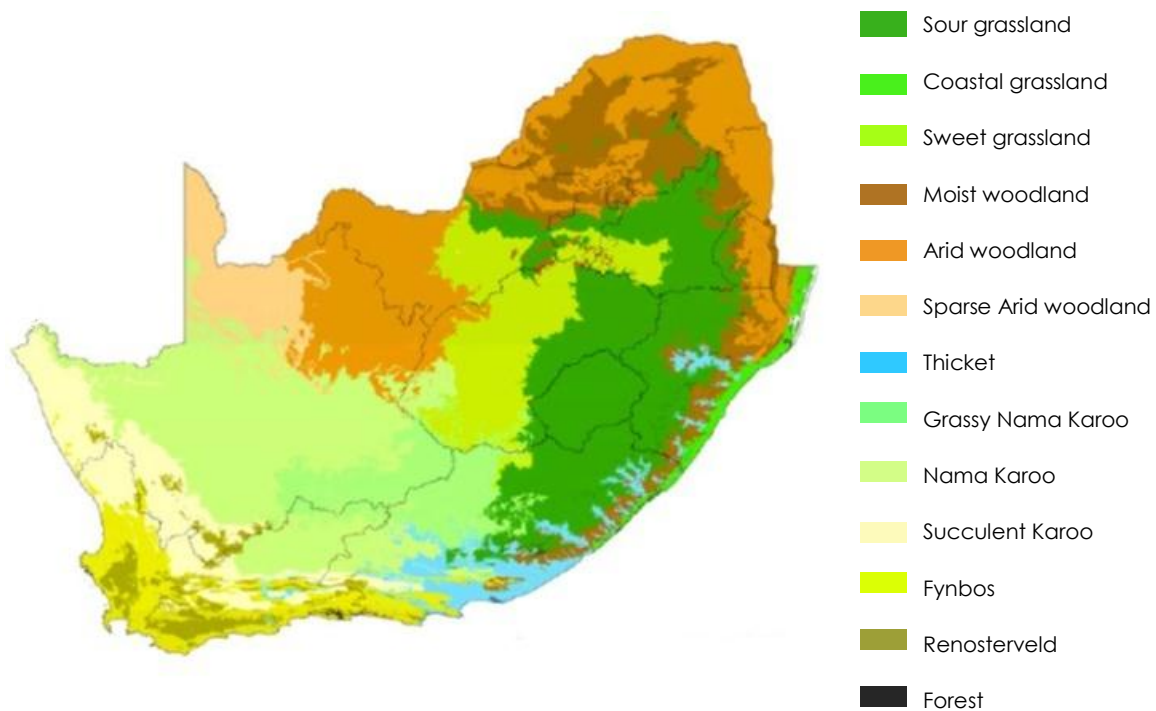 Sour grassland
Coastal grassland
Sweet grassland
Moist woodland
Arid woodland
Sparse Arid woodland
Thicket
Grassy Nama Karoo
Nama Karoo
Succulent Karoo
Fynbos
Renosterveld
Forest